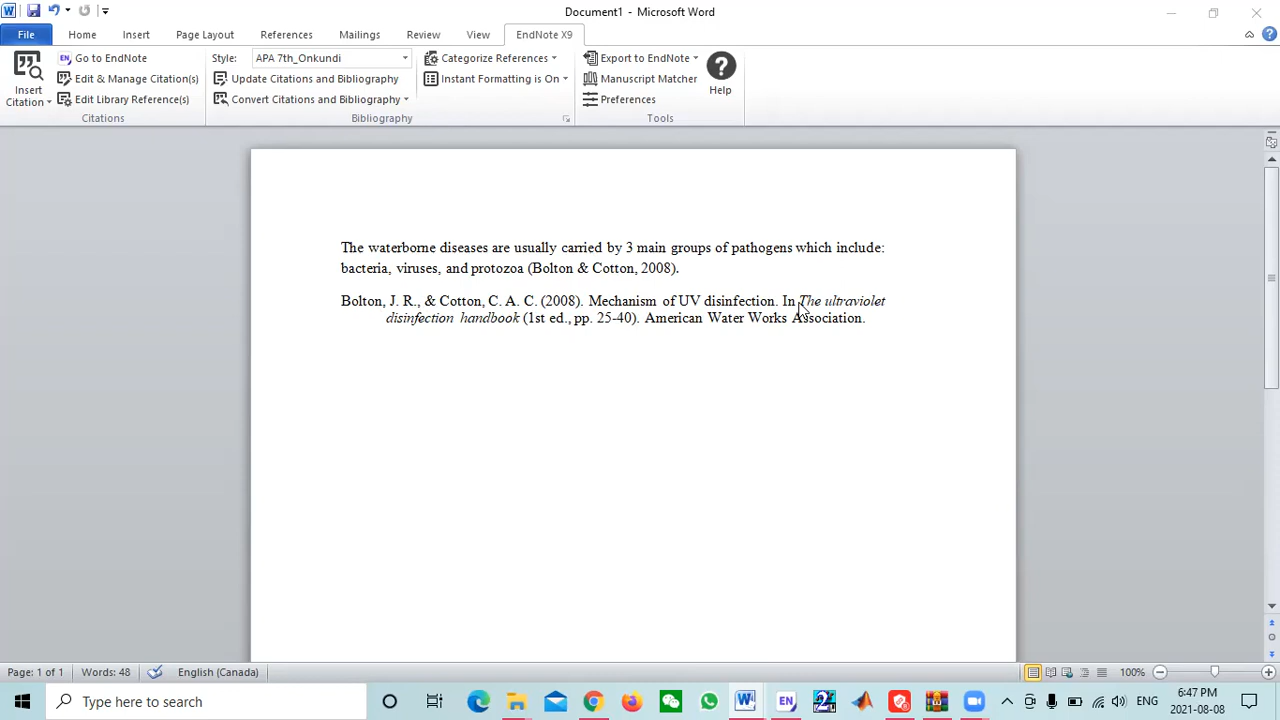 Document1 - Microsoft Word
File Home Insert Page Layout References Mailings Review View EndNote X9
Insert Citation
Go to EndNote
Edit & Manage Citation(s)
Edit Library Reference(s)
Citations
Style: APA 7th_Onkundi
Update Citations and Bibliography
Convert Citations and Bibliography
Bibliography
Categorize References
Instant Formatting is On
Export to EndNote
Manuscript Matcher
Preferences
Tools
Help
The waterborne diseases are usually carried by 3 main groups of pathogens which include:
bacteria, viruses, and protozoa (Bolton & Cotton, 2008).
Bolton, J. R., & Cotton, C. A. C. (2008). Mechanism of UV disinfection. In The ultraviolet
disinfection handbook (1st ed., pp. 25-40). American Water Works Association.
Page: 1 of 1 Words: 48 English (Canada) 100%
Type here to search
EN
ENG
6:47 PM
2021-08-08